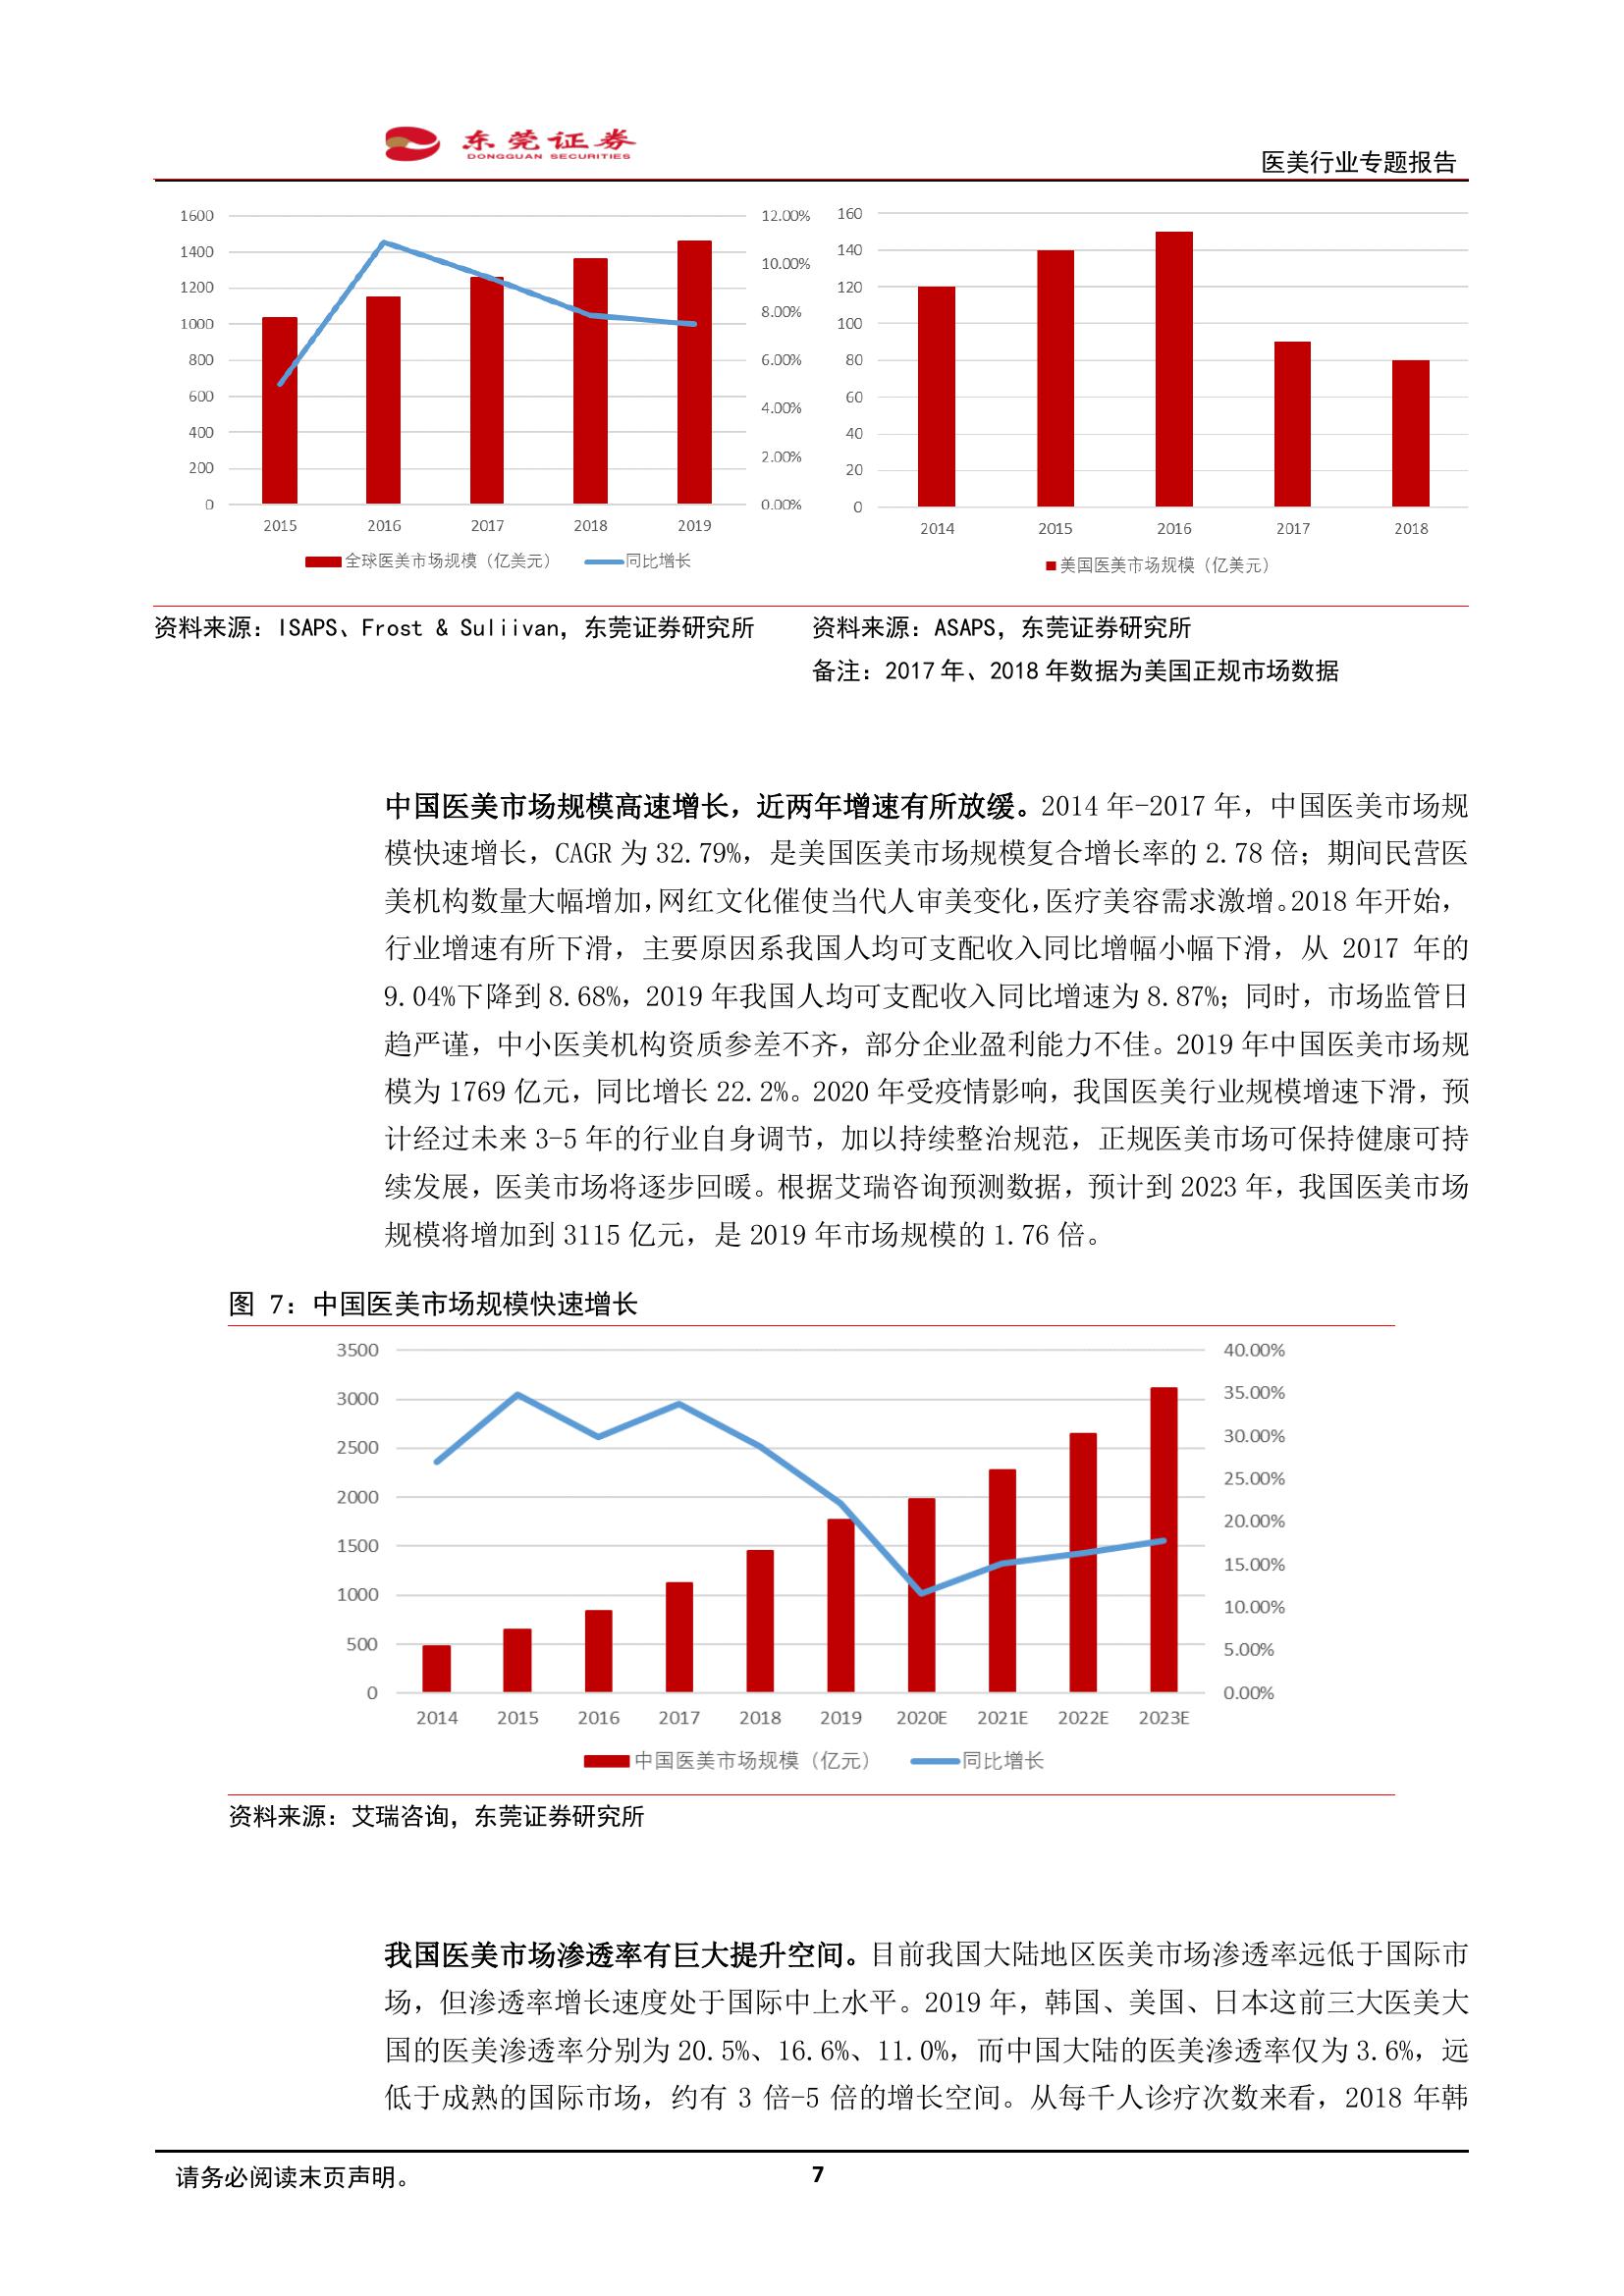 东莞证券
DONGGUAN SECURITIES
医美行业专题报告
1600
1400
1200
1000
800
600
400
200
0
12.00%
10.00%
8.00%
6.00%
4.00%
2.00%
0.00%
2015 2016 2017 2018 2019
全球医美市场规模（亿美元） 同比增长
160
140
120
100
80
60
40
20
0
2014 2015 2016 2017 2018
美国医美市场规模（亿美元）
资料来源：ISAPS、Frost & Suliivan，东莞证券研究所
资料来源：ASAPS，东莞证券研究所
备注：2017 年、2018 年数据为美国正规市场数据
中国医美市场规模高速增长，近两年增速有所放缓。2014 年-2017 年，中国医美市场规
模快速增长，CAGR 为 32.79%，是美国医美市场规模复合增长率的 2.78 倍；期间民营医
美机构数量大幅增加，网红文化催使当代人审美变化，医疗美容需求激增。2018 年开始，
行业增速有所下滑，主要原因系我国人均可支配收入同比增幅小幅下滑，从 2017 年的
9.04%下降到 8.68%，2019 年我国人均可支配收入同比增速为 8.87%；同时，市场监管日
趋严谨，中小医美机构资质参差不齐，部分企业盈利能力不佳。2019 年中国医美市场规
模为 1769 亿元，同比增长 22.2%。2020 年受疫情影响，我国医美行业规模增速下滑，预
计经过未来 3-5 年的行业自身调节，加以持续整治规范，正规医美市场可保持健康可持
续发展，医美市场将逐步回暖。根据艾瑞咨询预测数据，预计到 2023 年，我国医美市场
规模将增加到 3115 亿元，是 2019 年市场规模的 1.76 倍。
图 7：中国医美市场规模快速增长
3500
3000
2500
2000
1500
1000
500
0
40.00%
35.00%
30.00%
25.00%
20.00%
15.00%
10.00%
5.00%
0.00%
2014 2015 2016 2017 2018 2019 2020E 2021E 2022E 2023E
中国医美市场规模（亿元） 同比增长
资料来源：艾瑞咨询，东莞证券研究所
我国医美市场渗透率有巨大提升空间。目前我国大陆地区医美市场渗透率远低于国际市
场，但渗透率增长速度处于国际中上水平。2019 年，韩国、美国、日本这前三大医美大
国的医美渗透率分别为 20.5%、16.6%、11.0%，而中国大陆的医美渗透率仅为 3.6%，远
低于成熟的国际市场，约有 3 倍-5 倍的增长空间。从每千人诊疗次数来看，2018 年韩
请务必阅读末页声明。
7